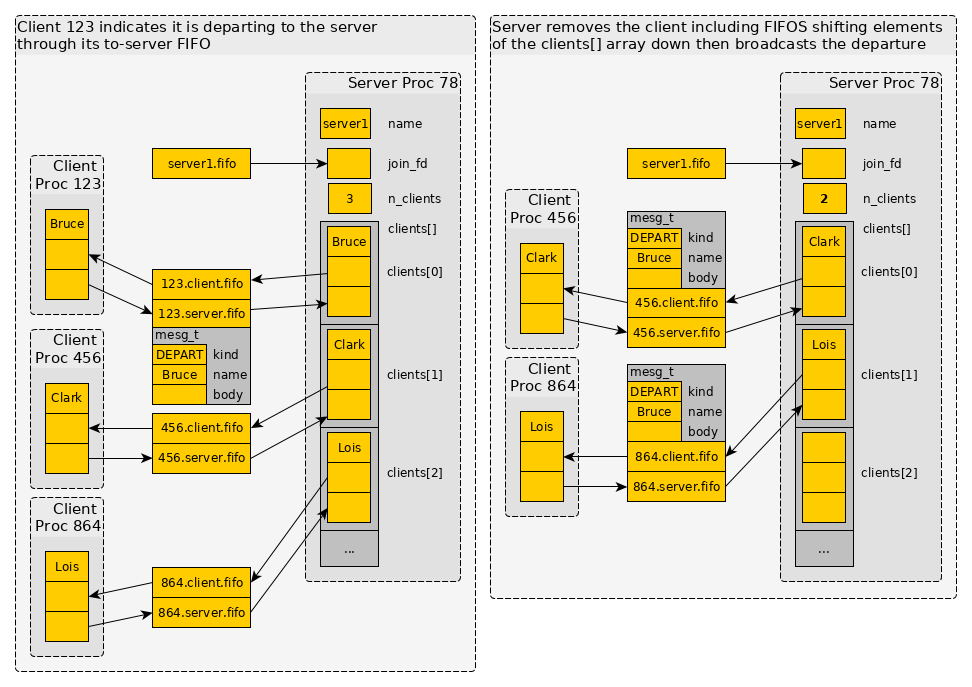 Client 123 indicates it is departing to the server
through its to-server FIFO
Server Proc 78
server1 name
server1.fifo join_fd
3 n_clients
Client
Proc 123
Bruce
clients[]
Bruce
clients[0]
123.client.fifo
123.server.fifo
mesg_t
DEPART kind
Bruce name
body
Client
Proc 456
Clark
Clark
clients[1]
456.client.fifo
456.server.fifo
Lois
clients[2]
Client
Proc 864
Lois
...
864.client.fifo
864.server.fifo
Server removes the client including FIFOS shifting elements
of the clients[] array down then broadcasts the departure
Server Proc 78
server1 name
server1.fifo join_fd
2 n_clients
Client
Proc 456
Clark
mesg_t
DEPART kind
Bruce name
body
456.client.fifo
456.server.fifo
clients[]
Clark
clients[0]
Lois
clients[1]
Client
Proc 864
Lois
mesg_t
DEPART kind
Bruce name
body
864.client.fifo
864.server.fifo
clients[2]
...